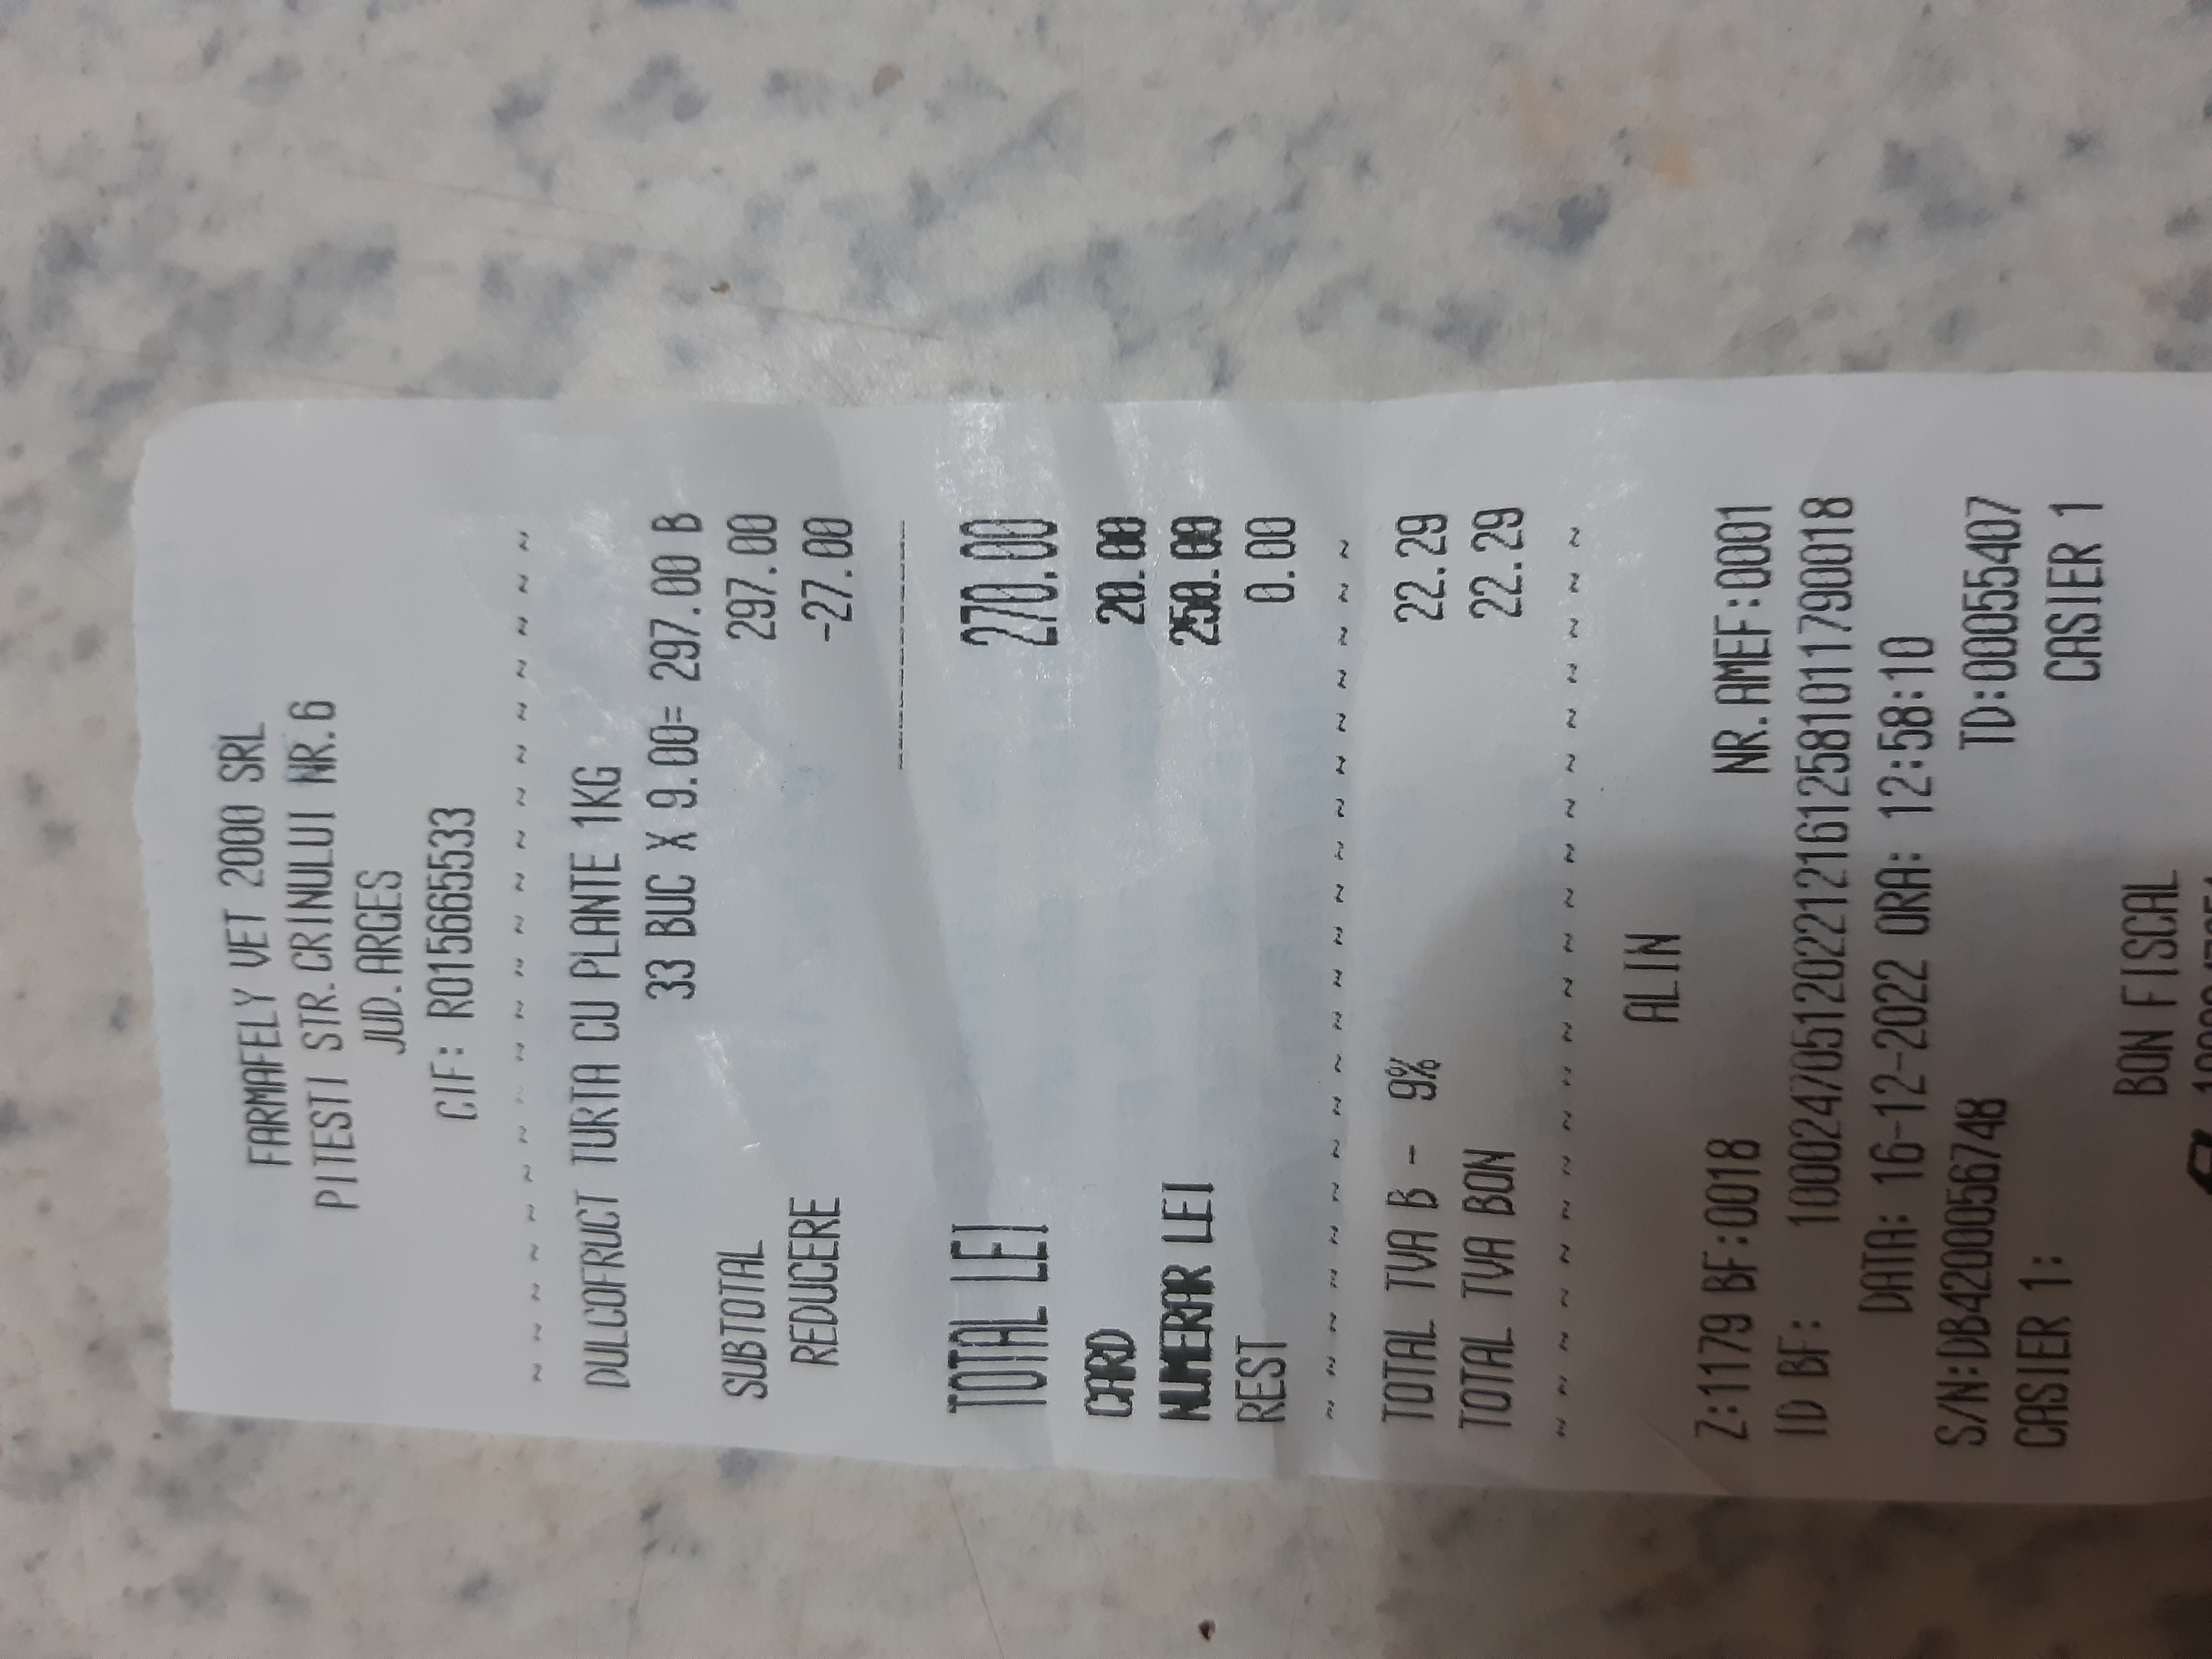 FARMAFELY VET 2000 SRL
PITESTI STR.CRINULUI NR.6
JUD.ARGES
CIF: RO15665533
~ ~ ~ ~ ~ ~ ~ ~ ~ ~ ~ ~ ~ ~ ~ ~ ~ ~ ~ ~
DULCOFRUCT TURTA CU PLANTE 1KG
33 BUC X 9.00= 297.00 B
SUBTOTAL 297.00
REDUCERE -27.00
TOTAL LEI 270.00
CARD 20.00
NUMERAR LEI 250.00
REST 0.00
~ ~ ~ ~ ~ ~ ~ ~ ~ ~ ~ ~ ~ ~ ~ ~ ~ ~ ~ ~ ~
TOTAL TVA B - 9% 22.29
TOTAL TVA BON 22.29
~ ~ ~ ~ ~ ~ ~ ~ ~ ~ ~ ~ ~ ~ ~ ~ ~ ~ ~ ~ ~
ALIN
Z:1179 BF:0018 NR.AMEF:0001
ID BF: 10002470512022121612581011790018
DATA: 16-12-2022 ORA: 12:58:10
S/N:DB4200056748 TD:00055407
CASIER 1: CASIER 1
BON FISCAL